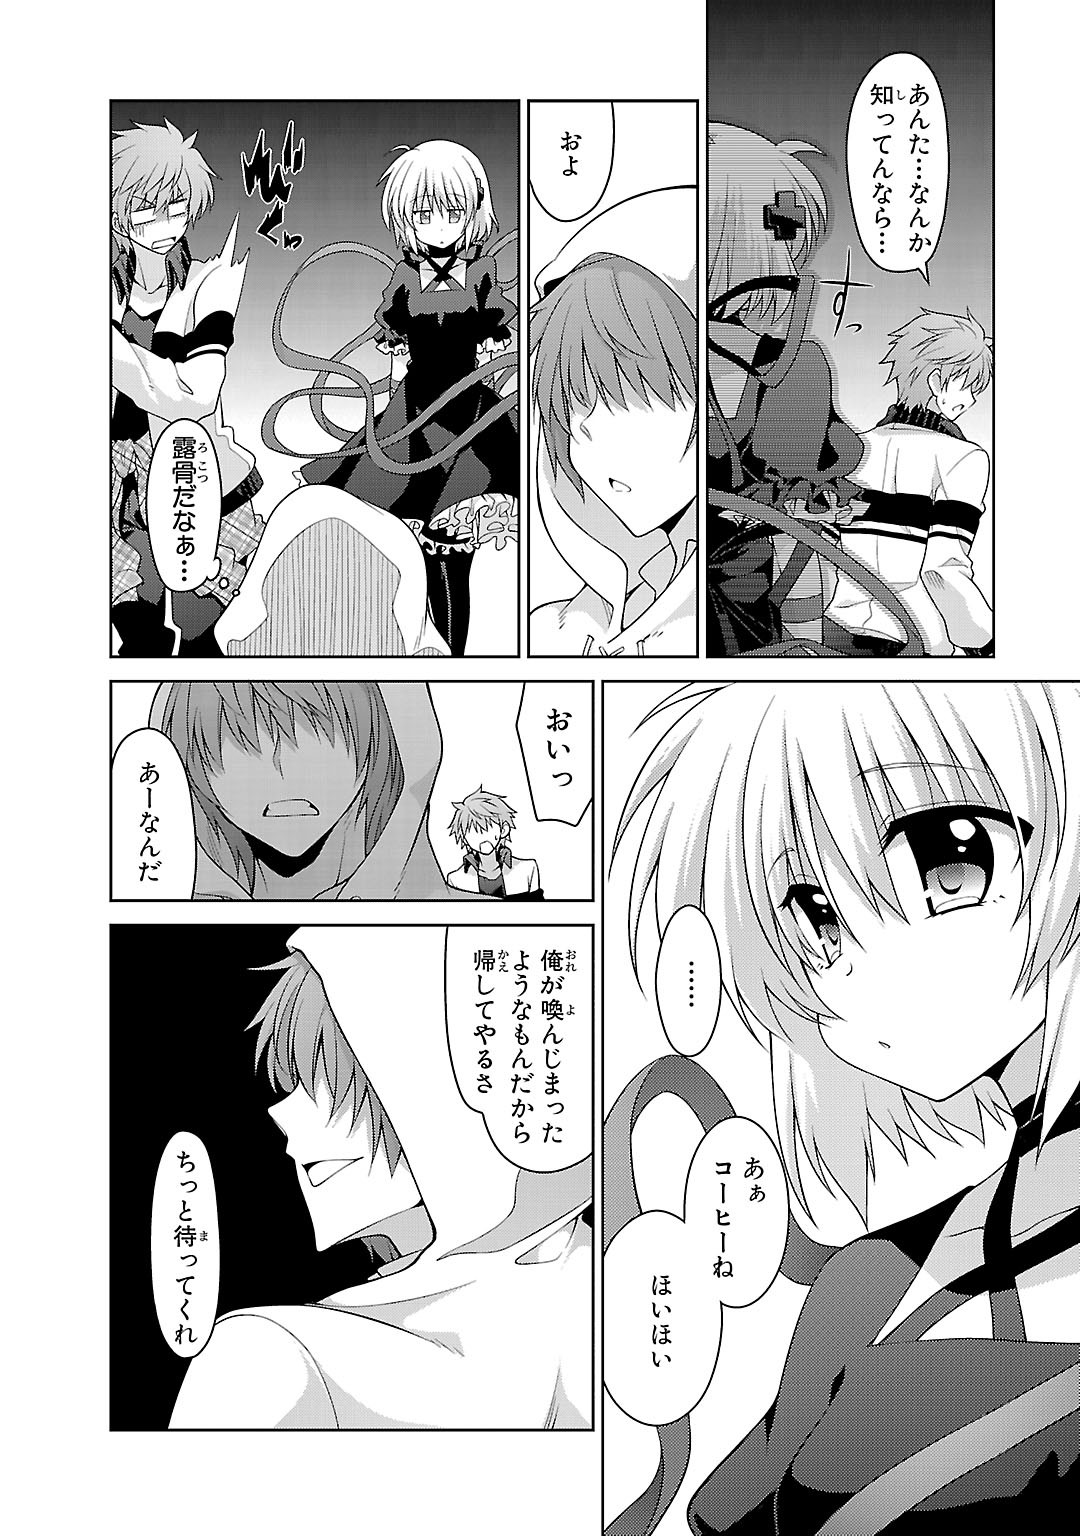 あんた…なんか
知ってんなら…
すっ
およ
露骨だなぁ…
……
あぁ
コーヒーね
ほいほい
おいっ
あーなんだ
俺が喚んじまった
ようなもんだから
帰してやるさ
ちっと待ってくれ